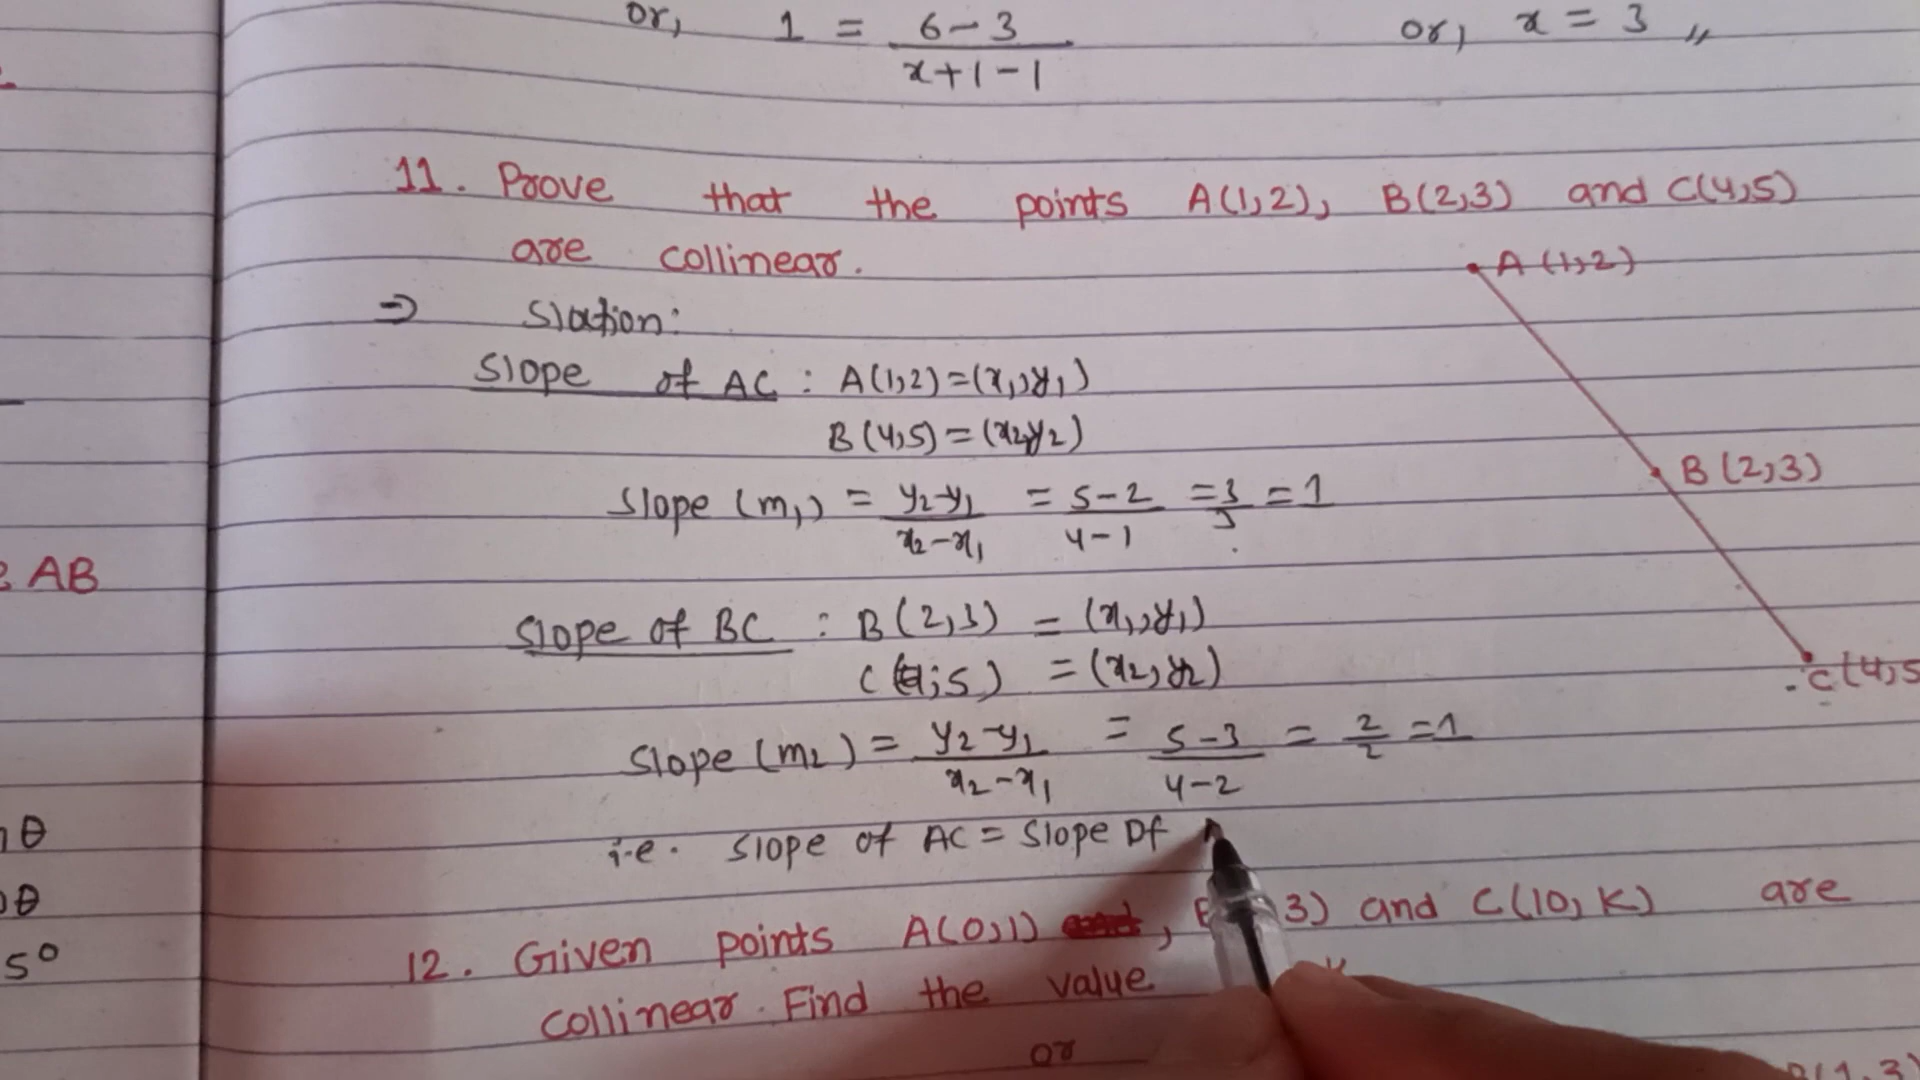 or, 1 = 6-3 / x+1-1
or, x = 3 "
11. Prove that the points A(1,2), B(2,3) and C(4,5)
are collinear.
A (1,2)
⇒ Slation:
Slope of AC : A(1,2)=(x₁,y₁)
B(4,5)=(x₂,y₂)
B(2,3)
Slope (m₁) = y₂-y₁ / x₂-x₁ = 5-2 / 4-1 = 3/3 = 1
AB
Slope of BC : B(2,3) = (x₁,y₁)
C(4,5) = (x₂,y₂)
C(4,5
Slope (m₂) = y₂-y₁ / x₂-x₁ = 5-3 / 4-2 = 2/2 = 1
θ
i.e. Slope of AC = Slope Of
θ
12. Given points A(0,1) , 3) and C(10, K) are
5°
collinear. Find the value
or